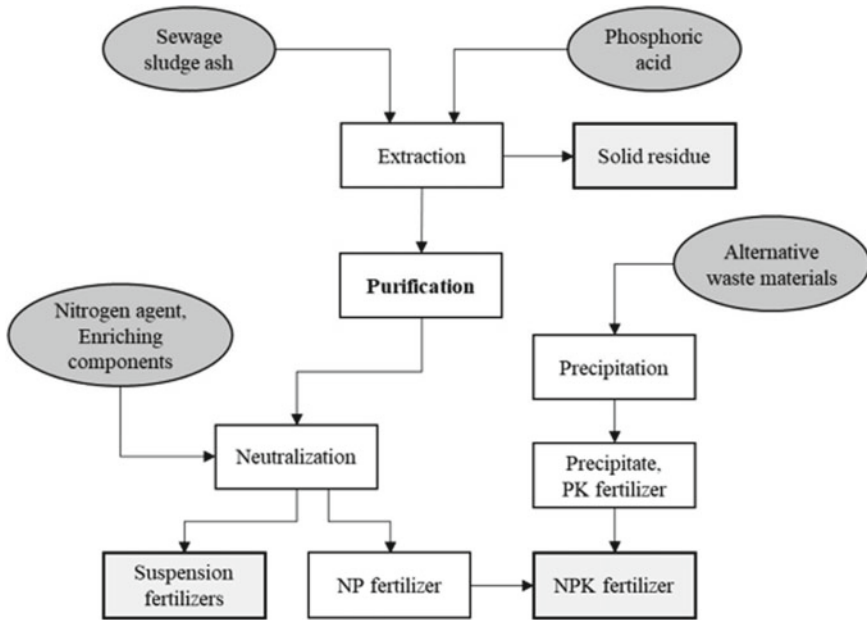 Sewage
sludge ash
Phosphoric
acid
Extraction
Solid residue
Alternative
waste materials
Purification
Nitrogen agent,
Enriching
components
Precipitation
Neutralization
Precipitate,
PK fertilizer
Suspension
fertilizers
NP fertilizer
NPK fertilizer